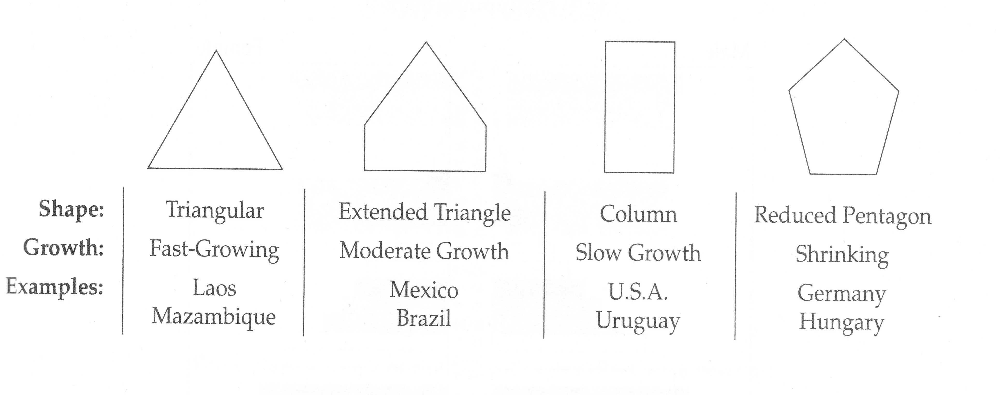 Shape: Triangular Extended Triangle Column Reduced Pentagon
Growth: Fast-Growing Moderate Growth Slow Growth Shrinking
Examples: Laos Mexico U.S.A. Germany
Mazambique Brazil Uruguay Hungary